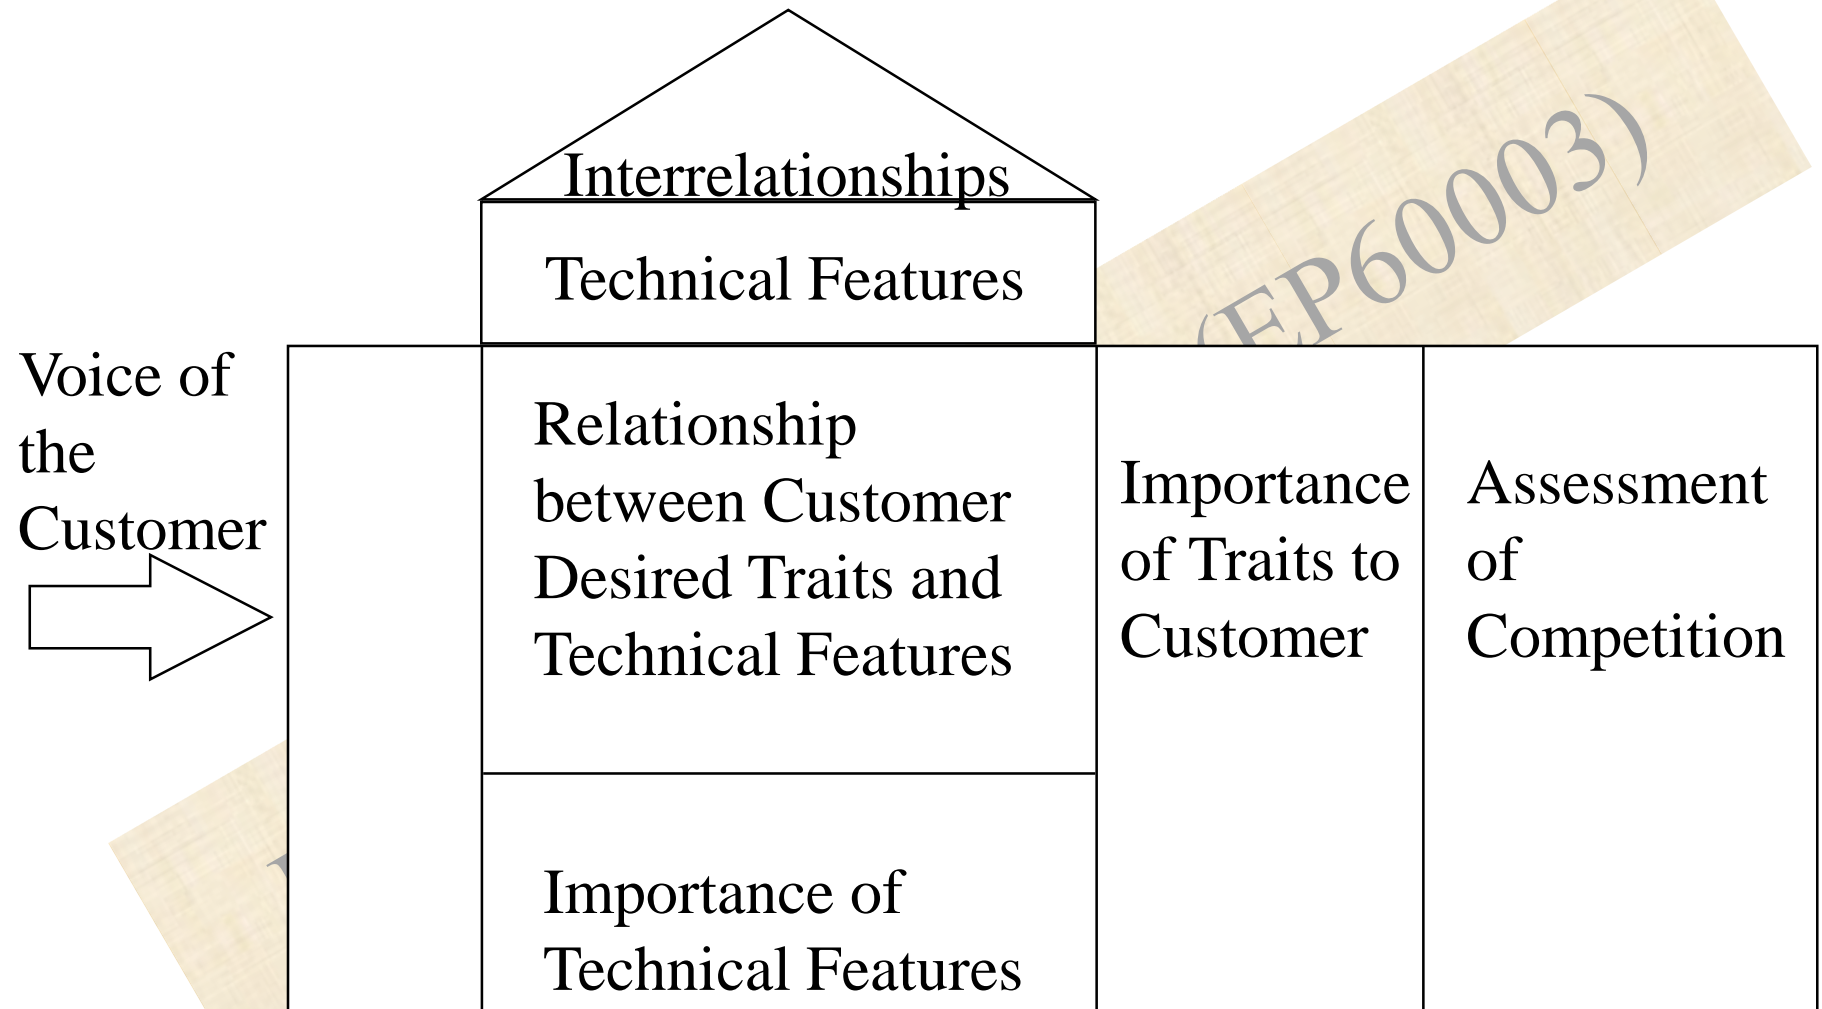 Interrelationships
Technical Features
(EP60003)
Voice of
the
Customer
Relationship
between Customer
Desired Traits and
Technical Features
Importance
of Traits to
Customer
Assessment
of
Competition
Importance of
Technical Features